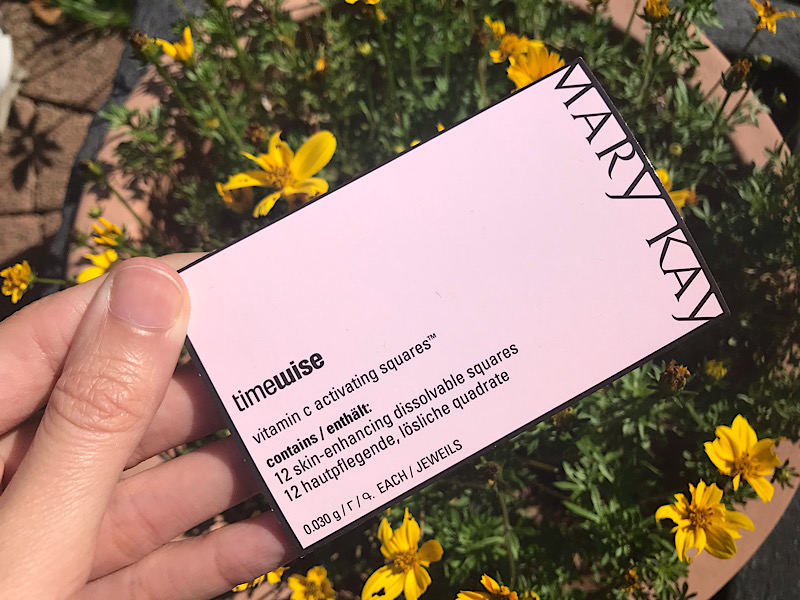 MARY KAY
timewise
vitamin c activating squares™
contains / enthält:
12 skin-enhancing dissolvable squares
12 hautpflegende, lösliche quadrate
0.030 g / Г / Գ. EACH / JEWEILS